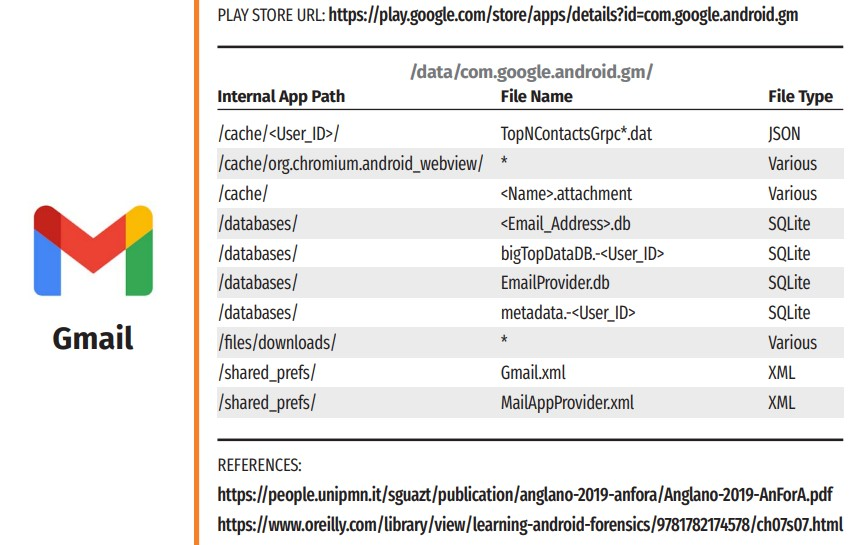 PLAY STORE URL: https://play.google.com/store/apps/details?id=com.google.android.gm
/data/com.google.android.gm/
Internal App Path File Name File Type
/cache/<User_ID>/ TopNContactsGrpc*.dat JSON
/cache/org.chromium.android_webview/ * Various
/cache/ <Name>.attachment Various
/databases/ <Email_Address>.db SQLite
/databases/ bigTopDataDB.-<User_ID> SQLite
/databases/ EmailProvider.db SQLite
/databases/ metadata.-<User_ID> SQLite
/files/downloads/ * Various
/shared_prefs/ Gmail.xml XML
/shared_prefs/ MailAppProvider.xml XML
Gmail
REFERENCES:
https://people.unipmn.it/sguazt/publication/anglano-2019-anfora/Anglano-2019-AnForA.pdf
https://www.oreilly.com/library/view/learning-android-forensics/9781782174578/ch07s07.html